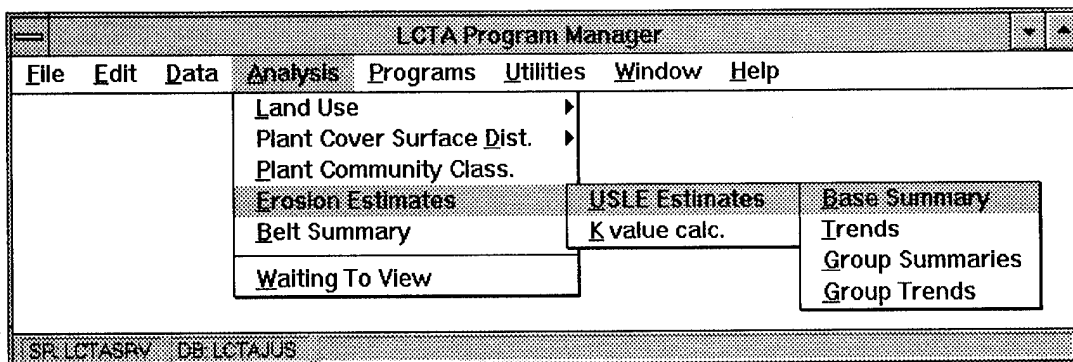 LCTA Program Manager
File Edit Data Analysis Programs Utilities Window Help
Land Use
Plant Cover Surface Dist.
Plant Community Class.
Erosion Estimates USLE Estimates Base Summary
Belt Summary K value calc. Trends
Group Summaries
Waiting To View Group Trends
SR: LCTASRV DB: LCTAJUS